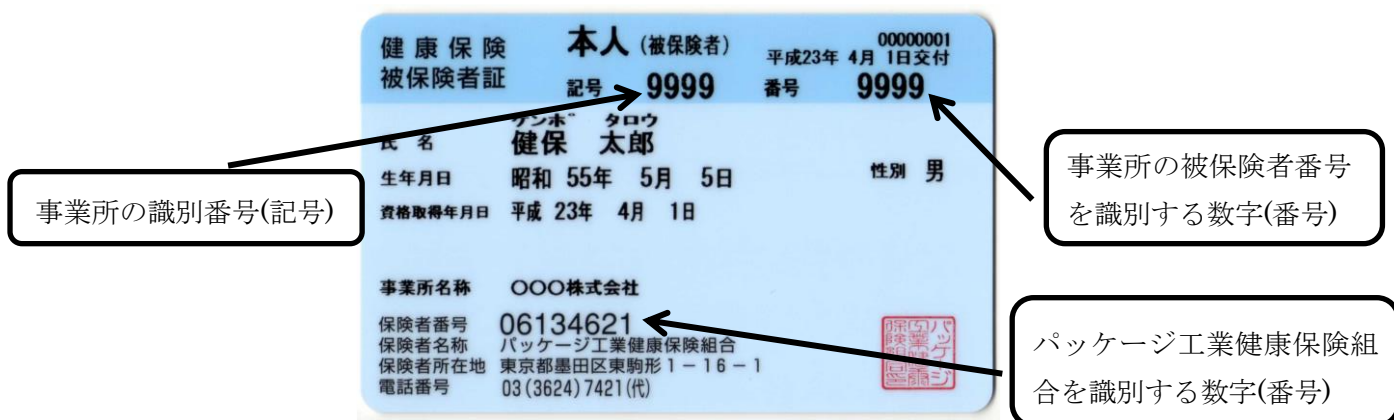 健康保険 本人(被保険者) 00000001
被保険者証 平成23年 4月 1日交付
記号 9999 番号 9999
ケンポ タロウ
氏名 健保 太郎
生年月日 昭和 55年 5月 5日 性別 男
資格取得年月日 平成 23年 4月 1日
事業所名称 ○○○株式会社
保険者番号 06134621
保険者名称 パッケージ工業健康保険組合
保険者所在地 東京都墨田区東駒形1-16-1
電話番号 03(3624)7421(代)
事業所の識別番号(記号)
事業所の被保険者番号
を識別する数字(番号)
パッケージ工業健康保険組
合を識別する数字(番号)